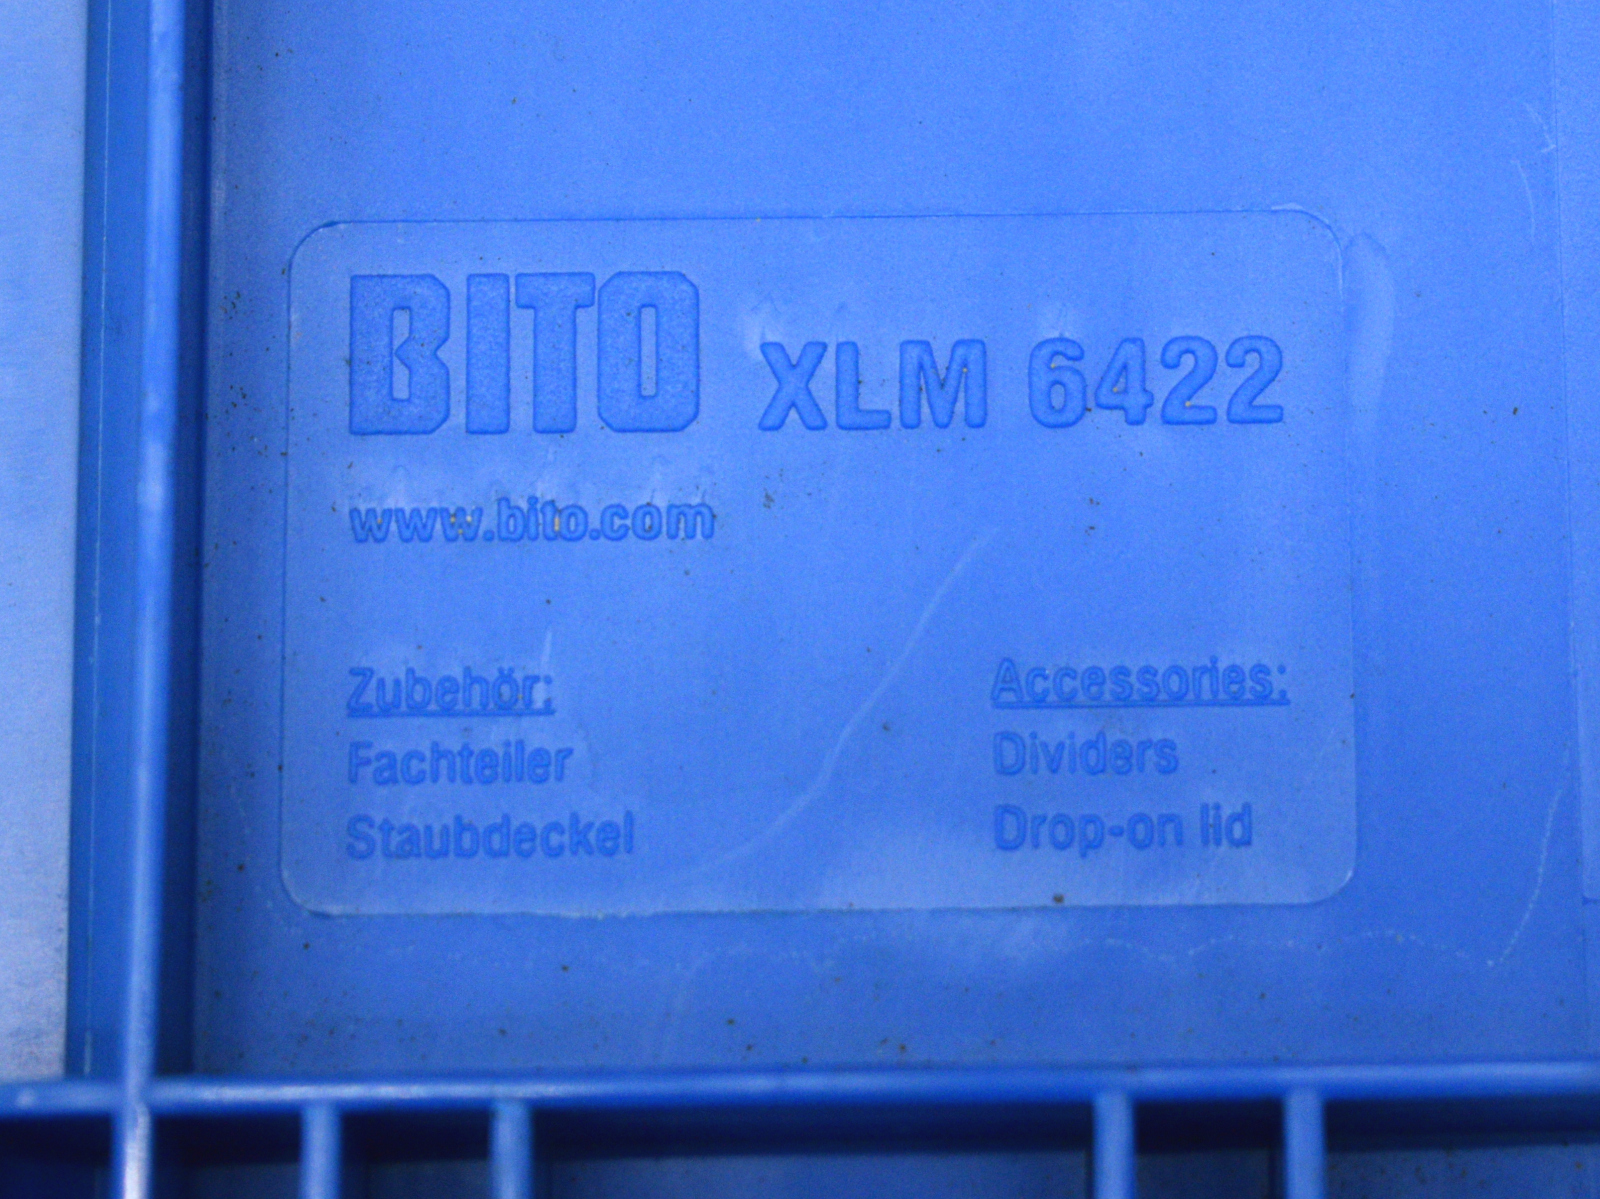 BITO XLM 6422
www.bito.com
Zubehör:
Fachteiler
Staubdeckel
Accessories:
Dividers
Drop-on lid